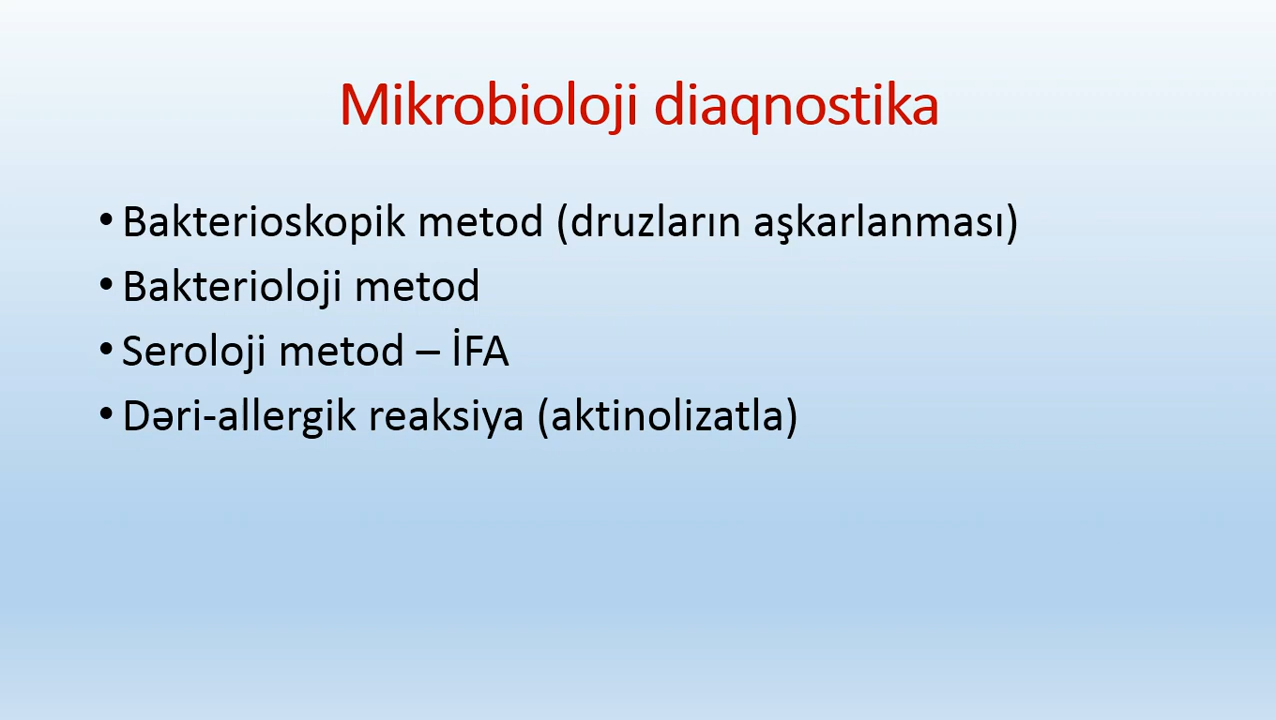 Mikrobioloji diaqnostika
• Bakterioskopik metod (druzların aşkarlanması)
• Bakterioloji metod
• Seroloji metod – İFA
• Dəri-allergik reaksiya (aktinolizatla)